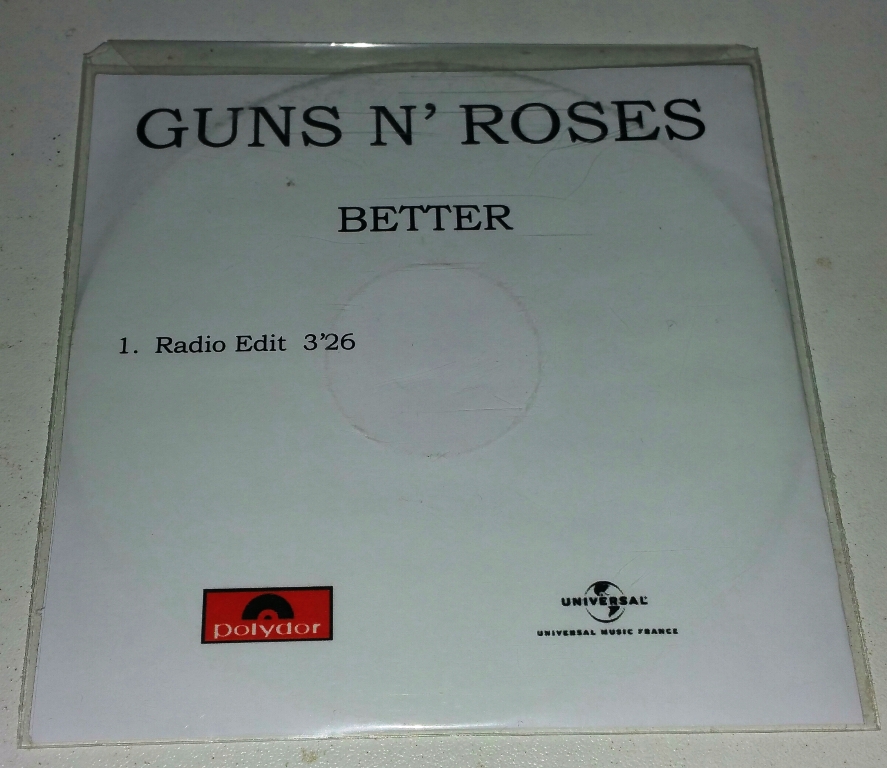 GUNS N' ROSES
BETTER
1. Radio Edit 3'26
polydor
UNIVERSAL
UNIVERSAL MUSIC FRANCE